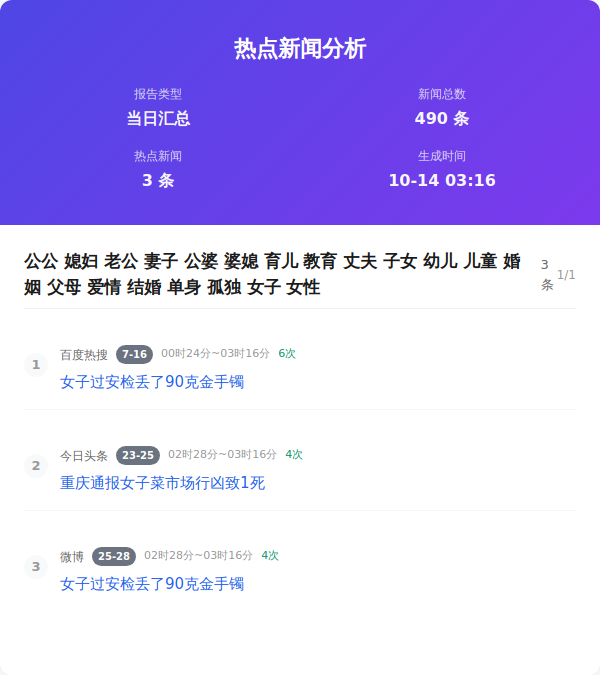 热点新闻分析
报告类型
当日汇总
新闻总数
490 条
热点新闻
3 条
生成时间
10-14 03:16
公公 媳妇 老公 妻子 公婆 婆媳 育儿 教育 丈夫 子女 幼儿 儿童 婚
姻 父母 爱情 结婚 单身 孤独 女子 女性
3
条
1/1
1
百度热搜 7-16 00时24分~03时16分 6次
女子过安检丢了90克金手镯
2
今日头条 23-25 02时28分~03时16分 4次
重庆通报女子菜市场行凶致1死
3
微博 25-28 02时28分~03时16分 4次
女子过安检丢了90克金手镯